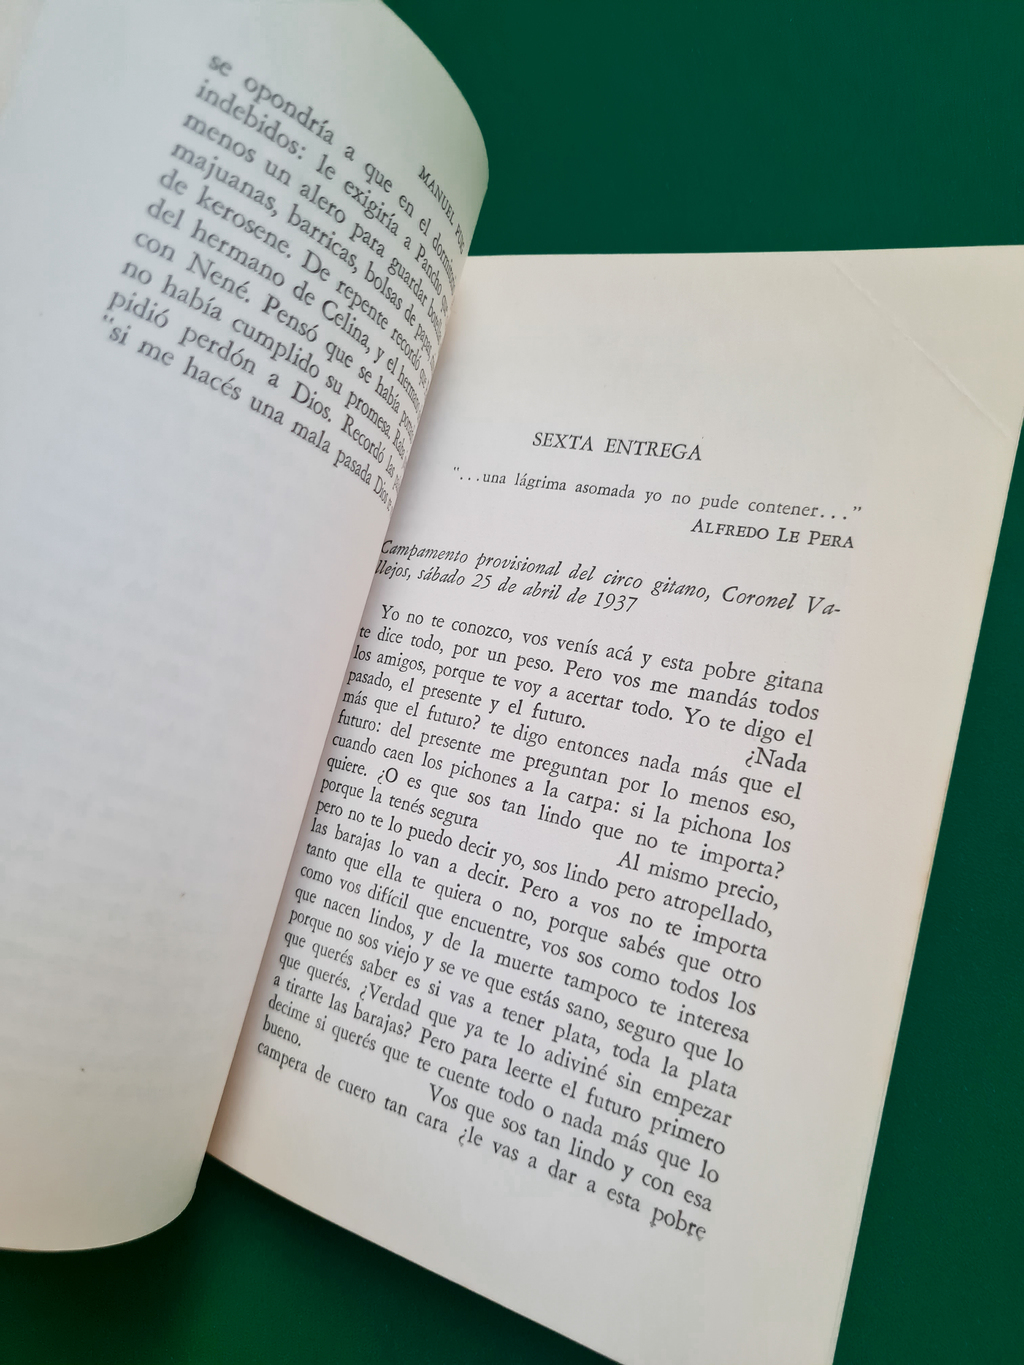 MANUEL
se opondría a que en el
indebidos: le exigiría a Pancho que
menos un alero para guardar
majuanas, barricas, bolsas de papas,
de kerosene. De repente recordó que
del hermano de Celina, y el hermano
con Nené. Pensó que se había
no había cumplido su promesa.
pidió perdón a Dios. Recordó las
“si me hacés una mala pasada Dios te
SEXTA ENTREGA
“...una lágrima asomada yo no pude contener...”
ALFREDO LE PERA
Campamento provisional del circo gitano, Coronel Va-
llejos, sábado 25 de abril de 1937
Yo no te conozco, vos venís acá y esta pobre gitana
te dice todo, por un peso. Pero vos me mandás todos
los amigos, porque te voy a acertar todo. Yo te digo el
pasado, el presente y el futuro. ¿Nada
más que el futuro? te digo entonces nada más que el
futuro: del presente me preguntan por lo menos eso,
cuando caen los pichones a la carpa: si la pichona los
quiere. ¿O es que sos tan lindo que no te importa?
porque la tenés segura Al mismo precio,
pero no te lo puedo decir yo, sos lindo pero atropellado,
las barajas lo van a decir. Pero a vos no te importa
tanto que ella te quiera o no, porque sabés que otro
como vos difícil que encuentre, vos sos como todos los
que nacen lindos, y de la muerte tampoco te interesa
porque no sos viejo y se ve que estás sano, seguro que lo
que querés saber es si vas a tener plata, toda la plata
que querés. ¿Verdad que ya te lo adiviné sin empezar
a tirarte las barajas? Pero para leerte el futuro primero
decime si querés que te cuente todo o nada más que lo
bueno. Vos que sos tan lindo y con esa
campera de cuero tan cara ¿le vas a dar a esta pobre